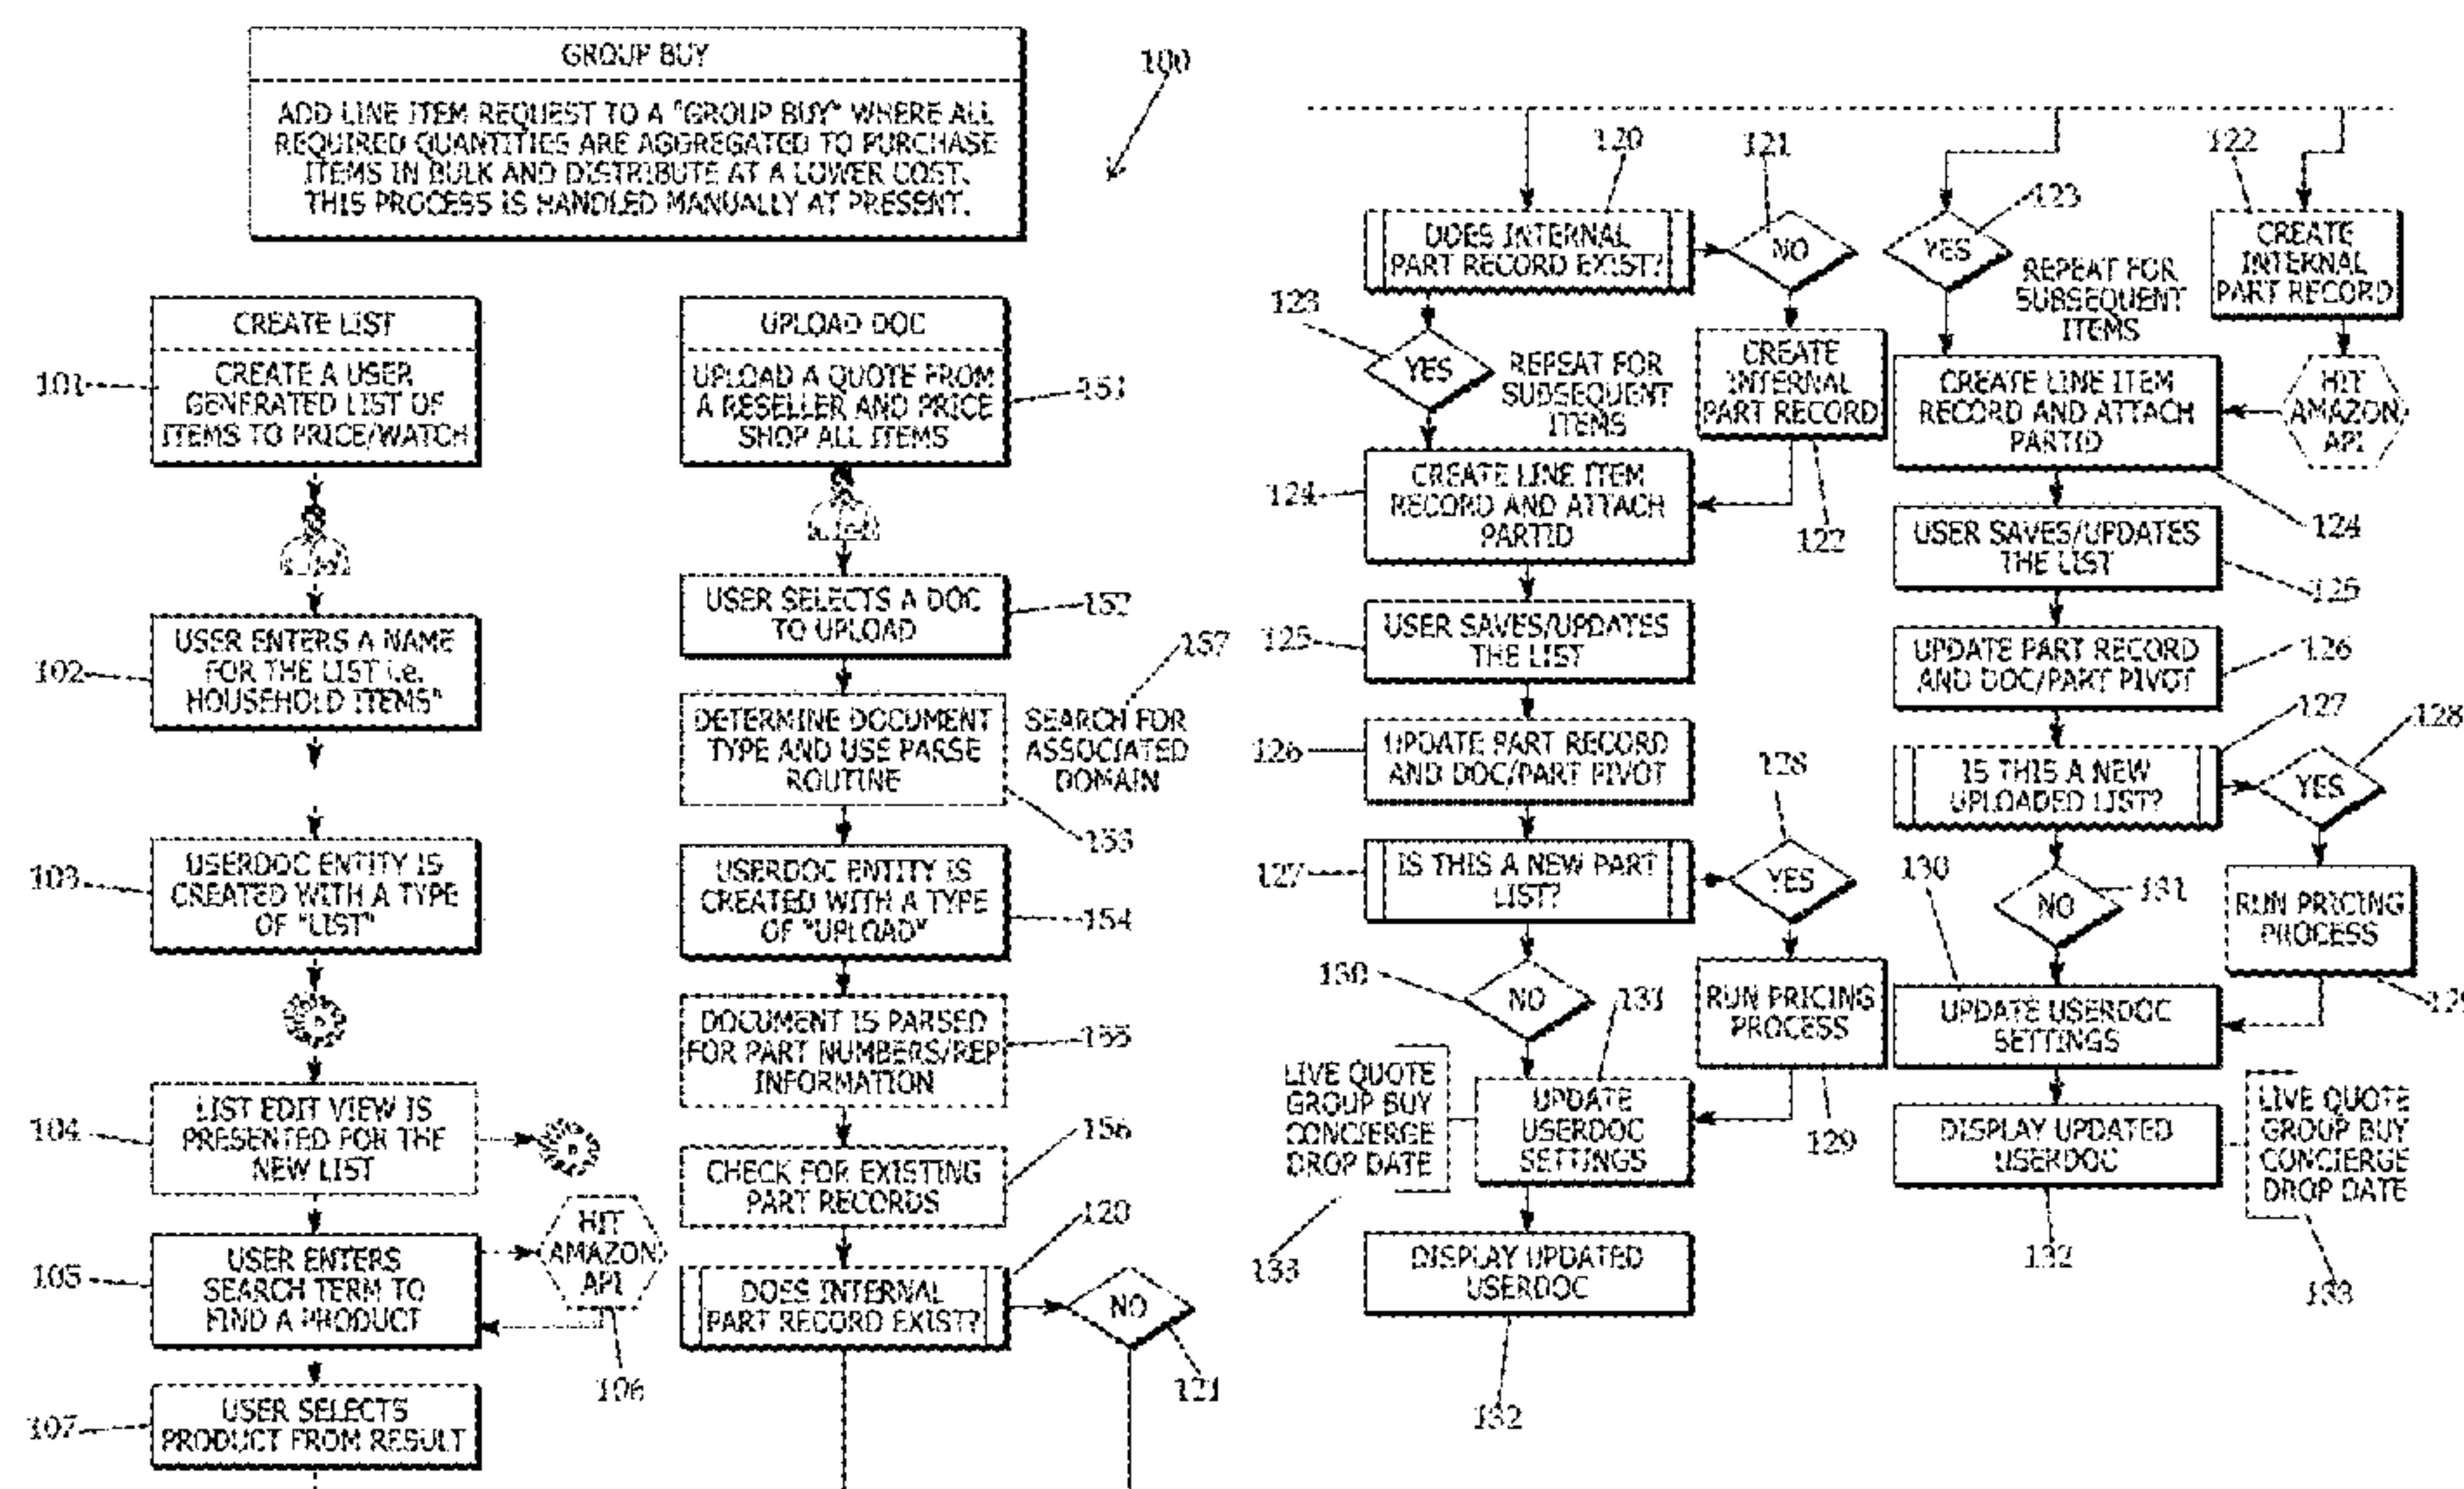 GROUP BUY
ADD LINE ITEM REQUEST TO A "GROUP BUY" WHERE ALL
REQUIRED QUANTITIES ARE AGGREGATED TO PURCHASE
ITEMS IN BULK AND DISTRIBUTE AT A LOWER COST.
THIS PROCESS IS HANDLED MANUALLY AT PRESENT.
100
CREATE LIST
101
CREATE A USER
GENERATED LIST OF
ITEMS TO PRICE/WATCH
102
USER ENTERS A NAME
FOR THE LIST i.e.
HOUSEHOLD ITEMS"
103
USERDOC ENTITY IS
CREATED WITH A TYPE
OF "LIST"
104
LIST EDIT VIEW IS
PRESENTED FOR THE
NEW LIST
105
USER ENTERS
SEARCH TERM TO
FIND A PRODUCT
HIT
AMAZON
API
106
107
USER SELECTS
PRODUCT FROM RESULT
UPLOAD DOC
UPLOAD A QUOTE FROM
A RESELLER AND PRICE
SHOP ALL ITEMS
151
USER SELECTS A DOC
TO UPLOAD
152
157
DETERMINE DOCUMENT
TYPE AND USE PARSE
ROUTINE
SEARCH FOR
ASSOCIATED
DOMAIN
153
USERDOC ENTITY IS
CREATED WITH A TYPE
OF "UPLOAD"
154
DOCUMENT IS PARSED
FOR PART NUMBERS/REP
INFORMATION
155
156
CHECK FOR EXISTING
PART RECORDS
120
DOES INTERNAL
PART RECORD EXIST?
NO
121
120
121
DOES INTERNAL
PART RECORD EXIST?
NO
123
YES
REPEAT FOR
SUBSEQUENT
ITEMS
CREATE
INTERNAL
PART RECORD
122
124
CREATE LINE ITEM
RECORD AND ATTACH
PARTID
125
USER SAVES/UPDATES
THE LIST
126
UPDATE PART RECORD
AND DOC/PART PIVOT
128
127
IS THIS A NEW PART
LIST?
YES
130
NO
131
RUN PRICING
PROCESS
129
LIVE QUOTE
GROUP BUY
CONCIERGE
DROP DATE
133
UPDATE
USERDOC
SETTINGS
DISPLAY UPDATED
USERDOC
132
123
122
YES
REPEAT FOR
SUBSEQUENT
ITEMS
CREATE
INTERNAL
PART RECORD
CREATE LINE ITEM
RECORD AND ATTACH
PARTID
HIT
AMAZON
API
124
USER SAVES/UPDATES
THE LIST
125
UPDATE PART RECORD
AND DOC/PART PIVOT
126
127
128
IS THIS A NEW
UPLOADED LIST?
YES
130
NO
131
RUN PRICING
PROCESS
129
UPDATE USERDOC
SETTINGS
DISPLAY UPDATED
USERDOC
132
LIVE QUOTE
GROUP BUY
CONCIERGE
DROP DATE
133